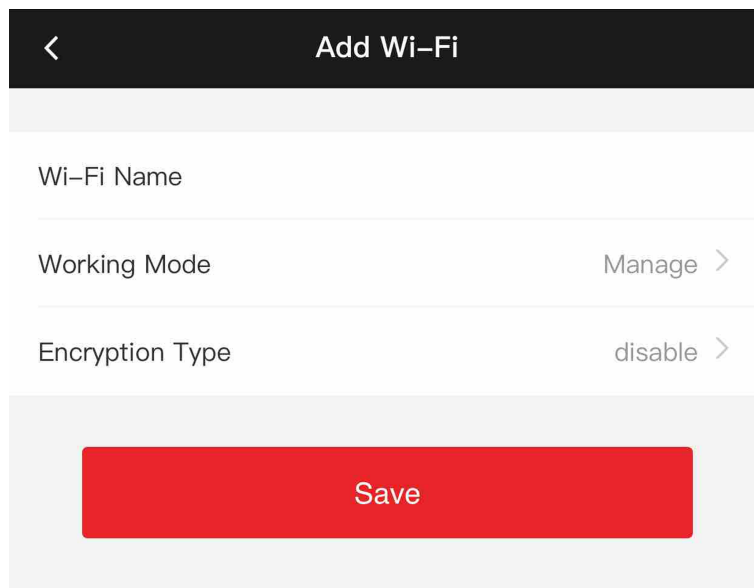 Add Wi-Fi
Wi-Fi Name
Working Mode Manage
Encryption Type disable
Save